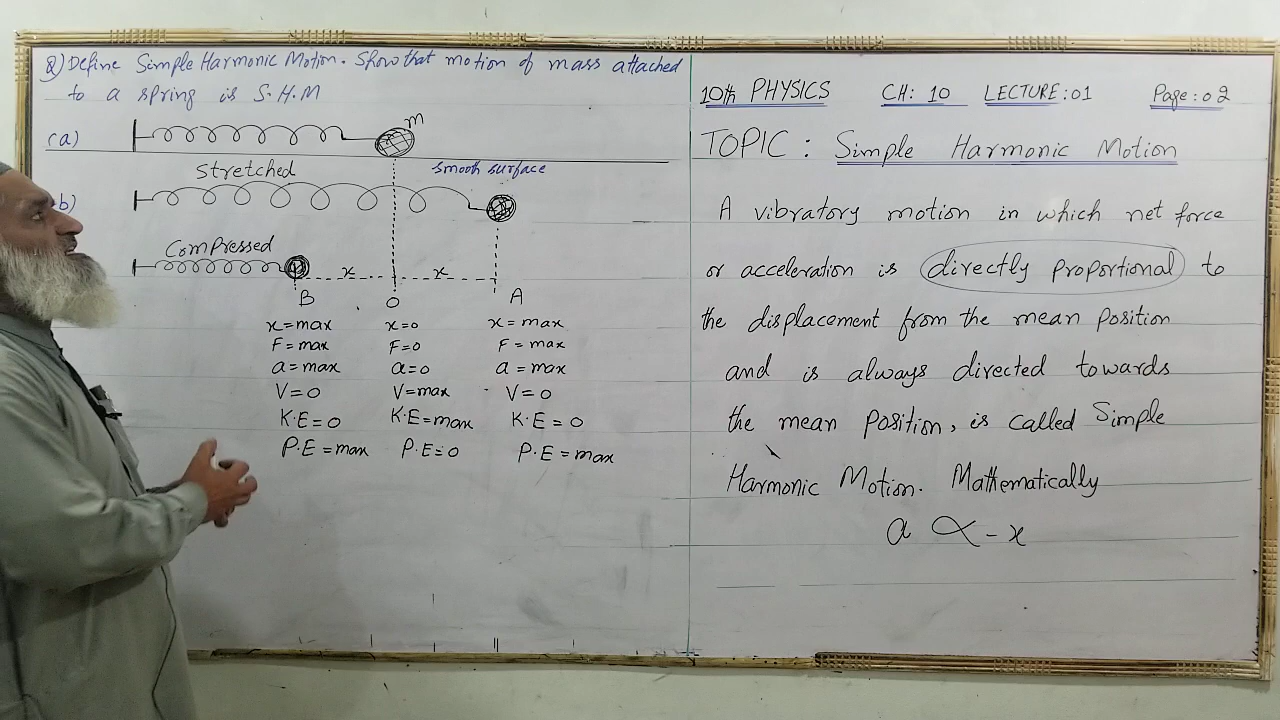 Q) Define Simple Harmonic Motion. Show that motion of mass attached
to a spring is S.H.M
(a)
m
Stretched
smooth surface
b)
Compressed
x x
B O A
x=max x=0 x=max
F=max F=0 F=max
a=max a=0 a=max
V=0 V=max V=0
K.E=0 K.E=max K.E=0
P.E=max P.E=0 P.E=max
10th PHYSICS CH: 10 LECTURE:01 Page:02
TOPIC: Simple Harmonic Motion
A vibratory motion in which net force
or acceleration is directly proportional to
the displacement from the mean position
and is always directed towards
the mean position, is called Simple
Harmonic Motion. Mathematically
a ∝ -x